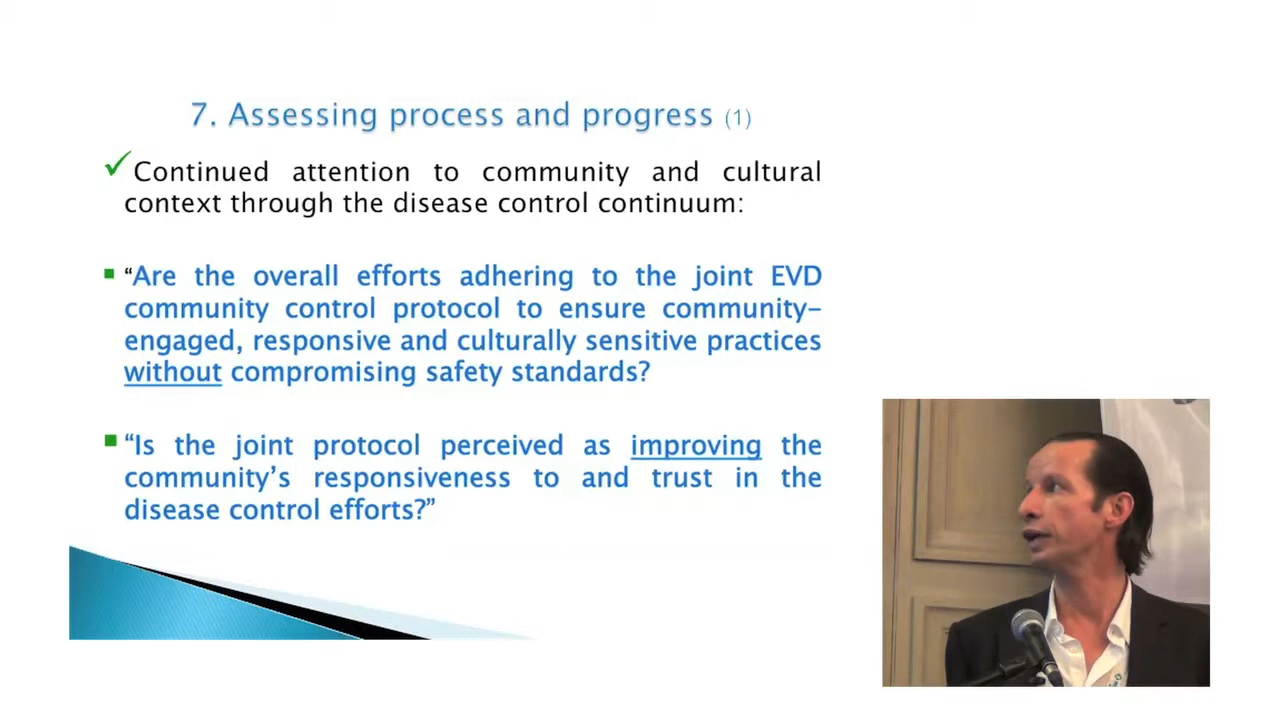 7. Assessing process and progress (1)
✓Continued attention to community and cultural
context through the disease control continuum:
▪ “Are the overall efforts adhering to the joint EVD
community control protocol to ensure community-
engaged, responsive and culturally sensitive practices
without compromising safety standards?
▪ “Is the joint protocol perceived as improving the
community’s responsiveness to and trust in the
disease control efforts?”